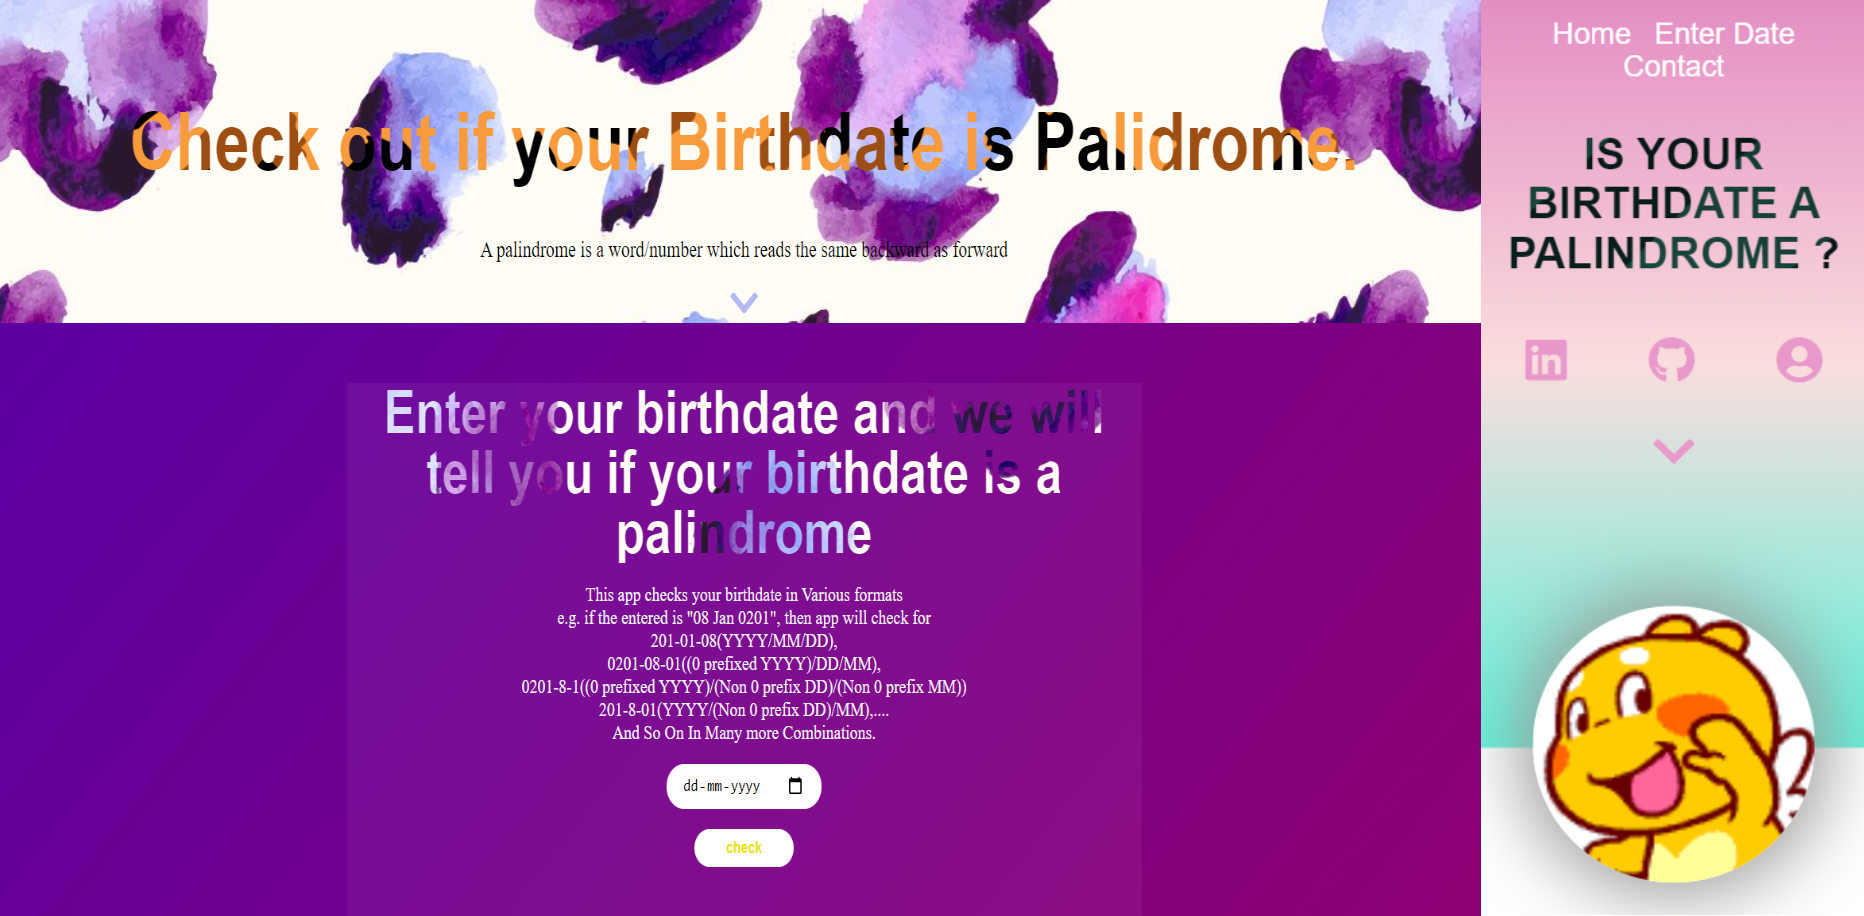 Check out if your Birthdate is Palidrome.
A palindrome is a word/number which reads the same backward as forward
Enter your birthdate and we will
tell you if your birthdate is a
palindrome
This app checks your birthdate in Various formats
e.g. if the entered is "08 Jan 0201", then app will check for
201-01-08(YYYY/MM/DD),
0201-08-01((0 prefixed YYYY)/DD/MM),
0201-8-1((0 prefixed YYYY)/(Non 0 prefix DD)/(Non 0 prefix MM))
201-8-01(YYYY/(Non 0 prefix DD)/MM),....
And So On In Many more Combinations.
dd-mm-yyyy
check
Home Enter Date
Contact
IS YOUR
BIRTHDATE A
PALINDROME ?
in